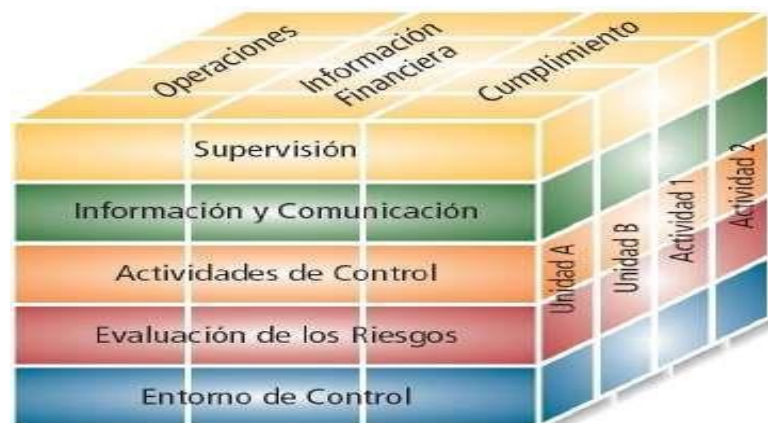 Operaciones
Información
Financiera
Cumplimiento
Supervisión
Información y Comunicación
Actividades de Control
Evaluación de los Riesgos
Entorno de Control
Unidad A
Unidad B
Actividad 1
Actividad 2